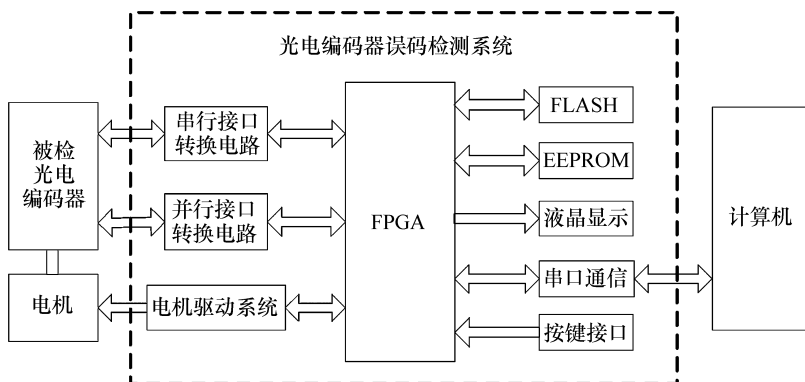 光电编码器误码检测系统
被检
光电
编码器
电机
串行接口
转换电路
并行接口
转换电路
电机驱动系统
FPGA
FLASH
EEPROM
液晶显示
串口通信
按键接口
计算机